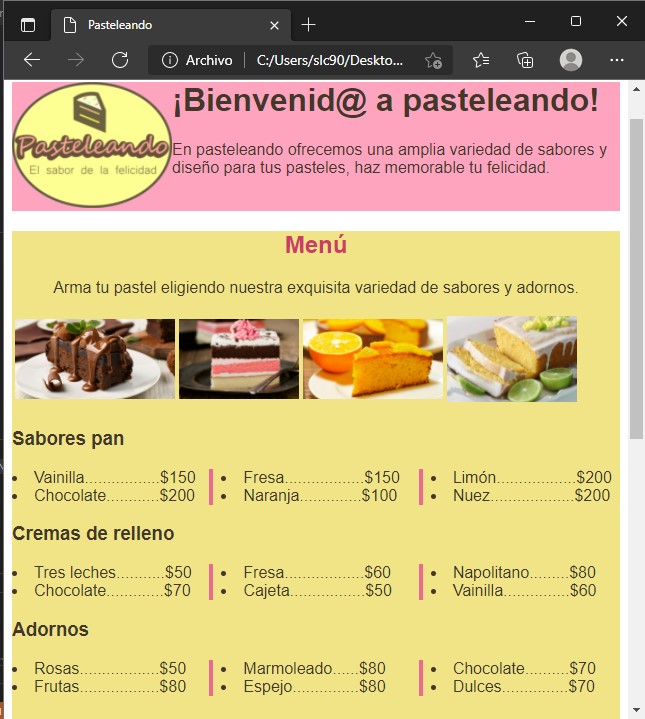 Pasteleando
Archivo C:/Users/slc90/Deskto...
Pasteleando
El sabor de la felicidad
¡Bienvenid@ a pasteleando!
En pasteleando ofrecemos una amplia variedad de sabores y
diseño para tus pasteles, haz memorable tu felicidad.
Menú
Arma tu pastel eligiendo nuestra exquisita variedad de sabores y adornos.
Sabores pan
• Vainilla.................$150 • Fresa...................$150 • Limón....................$200
• Chocolate............$200 • Naranja..............$100 • Nuez...................$200
Cremas de relleno
• Tres leches...........$50 • Fresa..................$60 • Napolitano.........$80
• Chocolate.............$70 • Cajeta.................$50 • Vainilla...............$60
Adornos
• Rosas..................$50 • Marmoleado......$80 • Chocolate..........$70
• Frutas..................$80 • Espejo...............$80 • Dulces...............$70